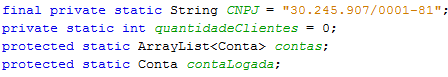 final private static String CNPJ = "30.245.907/0001-81";
private static int quantidadeClientes = 0;
protected static ArrayList<Conta> contas;
protected static Conta contaLogada;